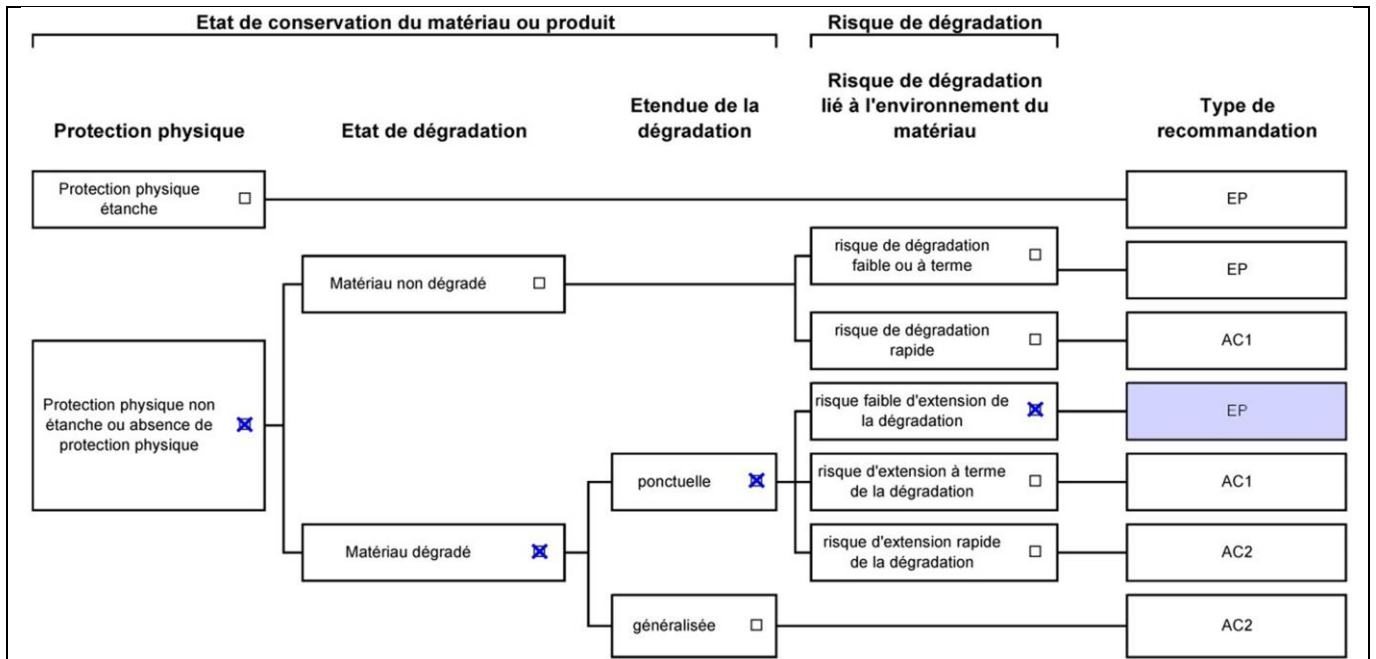 Etat de conservation du matériau ou produit
Risque de dégradation
Protection physique
Etat de dégradation
Etendue de la
dégradation
Risque de dégradation
lié à l'environnement du
matériau
Type de
recommandation
Protection physique
étanche
EP
Matériau non dégradé
risque de dégradation
faible ou à terme
EP
risque de dégradation
rapide
AC1
Protection physique non
étanche ou absence de
protection physique
risque faible d'extension de
la dégradation
EP
ponctuelle
risque d'extension à terme
de la dégradation
AC1
Matériau dégradé
risque d'extension rapide
de la dégradation
AC2
généralisée
AC2